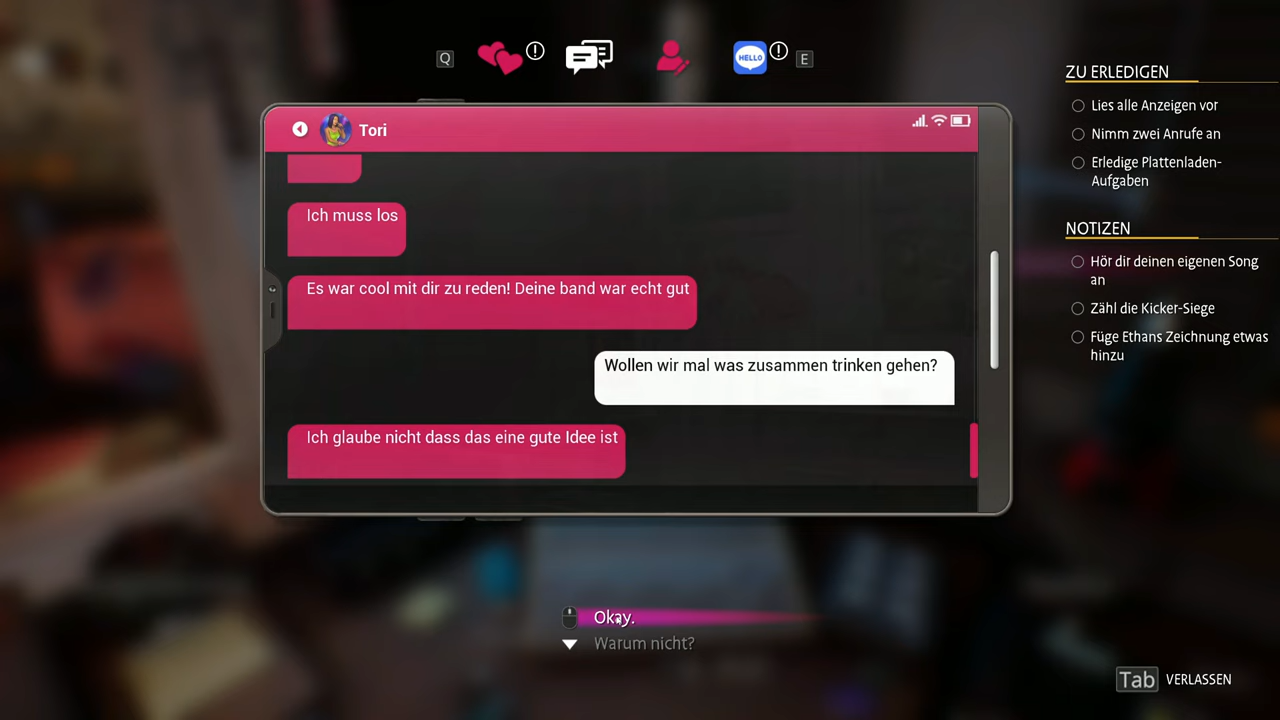 Q
HELLO
E
Tori
Ich muss los
Es war cool mit dir zu reden! Deine band war echt gut
Wollen wir mal was zusammen trinken gehen?
Ich glaube nicht dass das eine gute Idee ist
Okay.
Warum nicht?
ZU ERLEDIGEN
Lies alle Anzeigen vor
Nimm zwei Anrufe an
Erledige Plattenladen-
Aufgaben
NOTIZEN
Hör dir deinen eigenen Song
an
Zähl die Kicker-Siege
Füge Ethans Zeichnung etwas
hinzu
Tab VERLASSEN